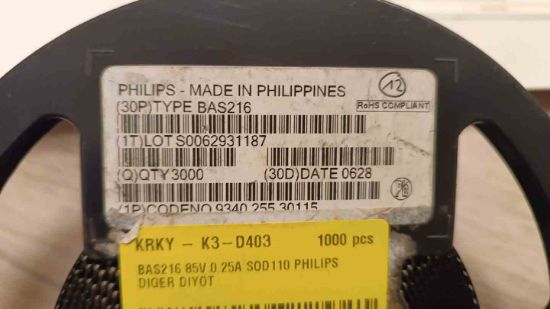 PHILIPS - MADE IN PHILIPPINES
(30P)TYPE BAS216
12
RoHS COMPLIANT
(1T)LOT S0062931187
(Q)QTY 3000 (30D)DATE 0628
(1P)CODENO 9340 255 30115
KRKY - K3-D403 1000 pcs
BAS216 85V 0.25A SOD110 PHILIPS
DIGER DIYOT